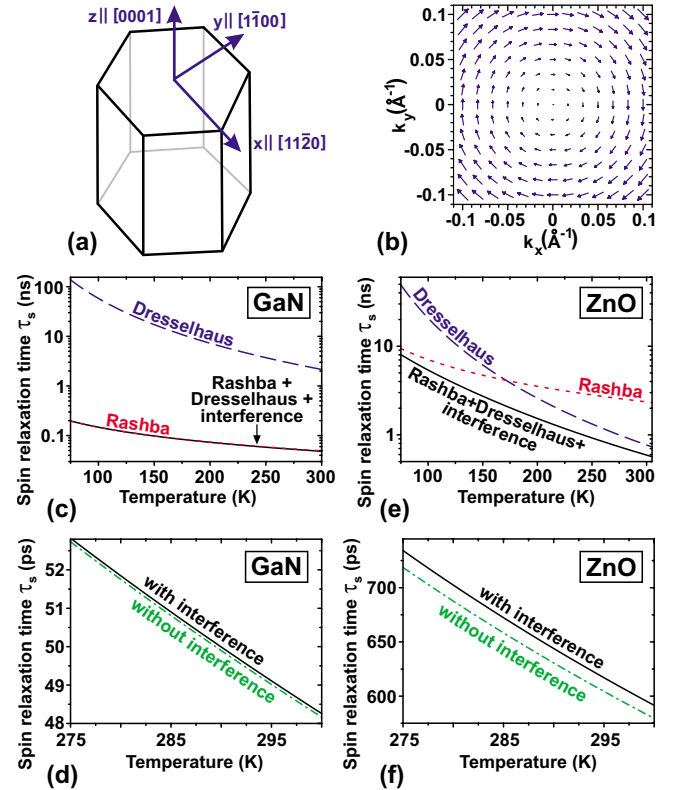 z|| [0001]
y|| [11̄00]
x|| [112̄0]
(a)
0.1
0.05
0
-0.05
-0.1
k_y(Å⁻¹)
-0.1 -0.05 0 0.05 0.1
k_x(Å⁻¹)
(b)
GaN
Dresselhaus
Rashba +
Dresselhaus +
interference
Rashba
100
10
1
0.1
Spin relaxation time τ_s (ns)
100 150 200 250 300
Temperature (K)
(c)
ZnO
Dresselhaus
Rashba
Rashba+Dresselhaus+
interference
10
1
Spin relaxation time τ_s (ns)
100 150 200 250 300
Temperature (K)
(e)
GaN
with interference
without interference
52
51
50
49
48
Spin relaxation time τ_s (ps)
275 285 295
Temperature (K)
(d)
ZnO
with interference
without interference
700
650
600
Spin relaxation time τ_s (ps)
275 285 295
Temperature (K)
(f)